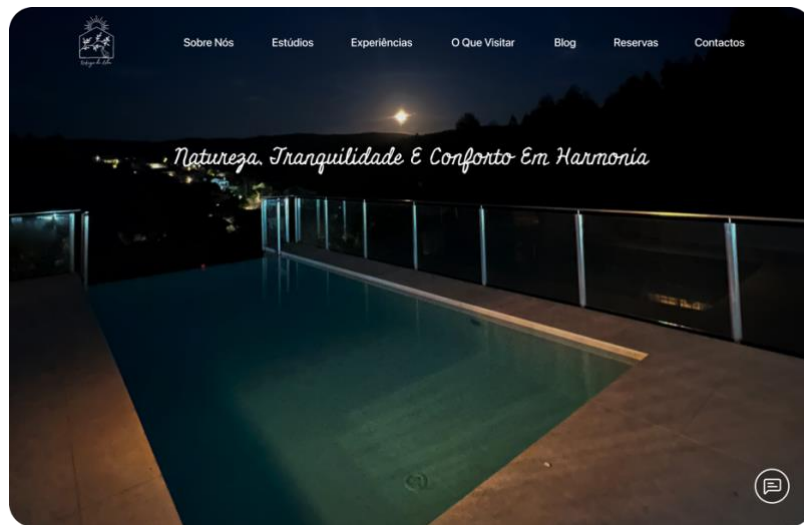 Sobre Nós
Estúdios
Experiências
O Que Visitar
Blog
Reservas
Contactos
Natureza, Tranquilidade E Conforto Em Harmonia